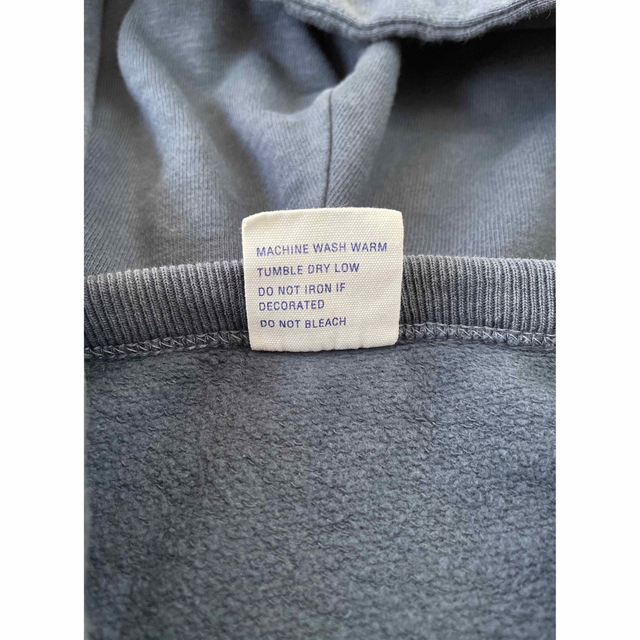 MACHINE WASH WARM
TUMBLE DRY LOW
DO NOT IRON IF
DECORATED
DO NOT BLEACH